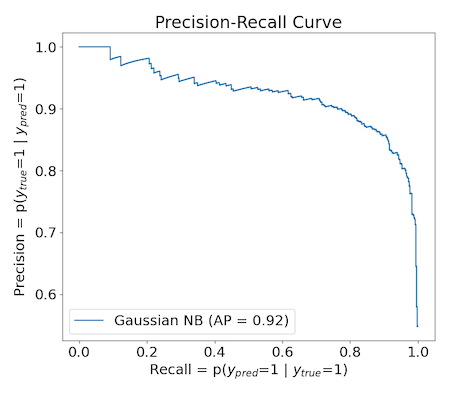 Precision-Recall Curve
Precision = p(y_true=1 | y_pred=1)
1.0
0.9
0.8
0.7
0.6
Gaussian NB (AP = 0.92)
0.0 0.2 0.4 0.6 0.8 1.0
Recall = p(y_pred=1 | y_true=1)